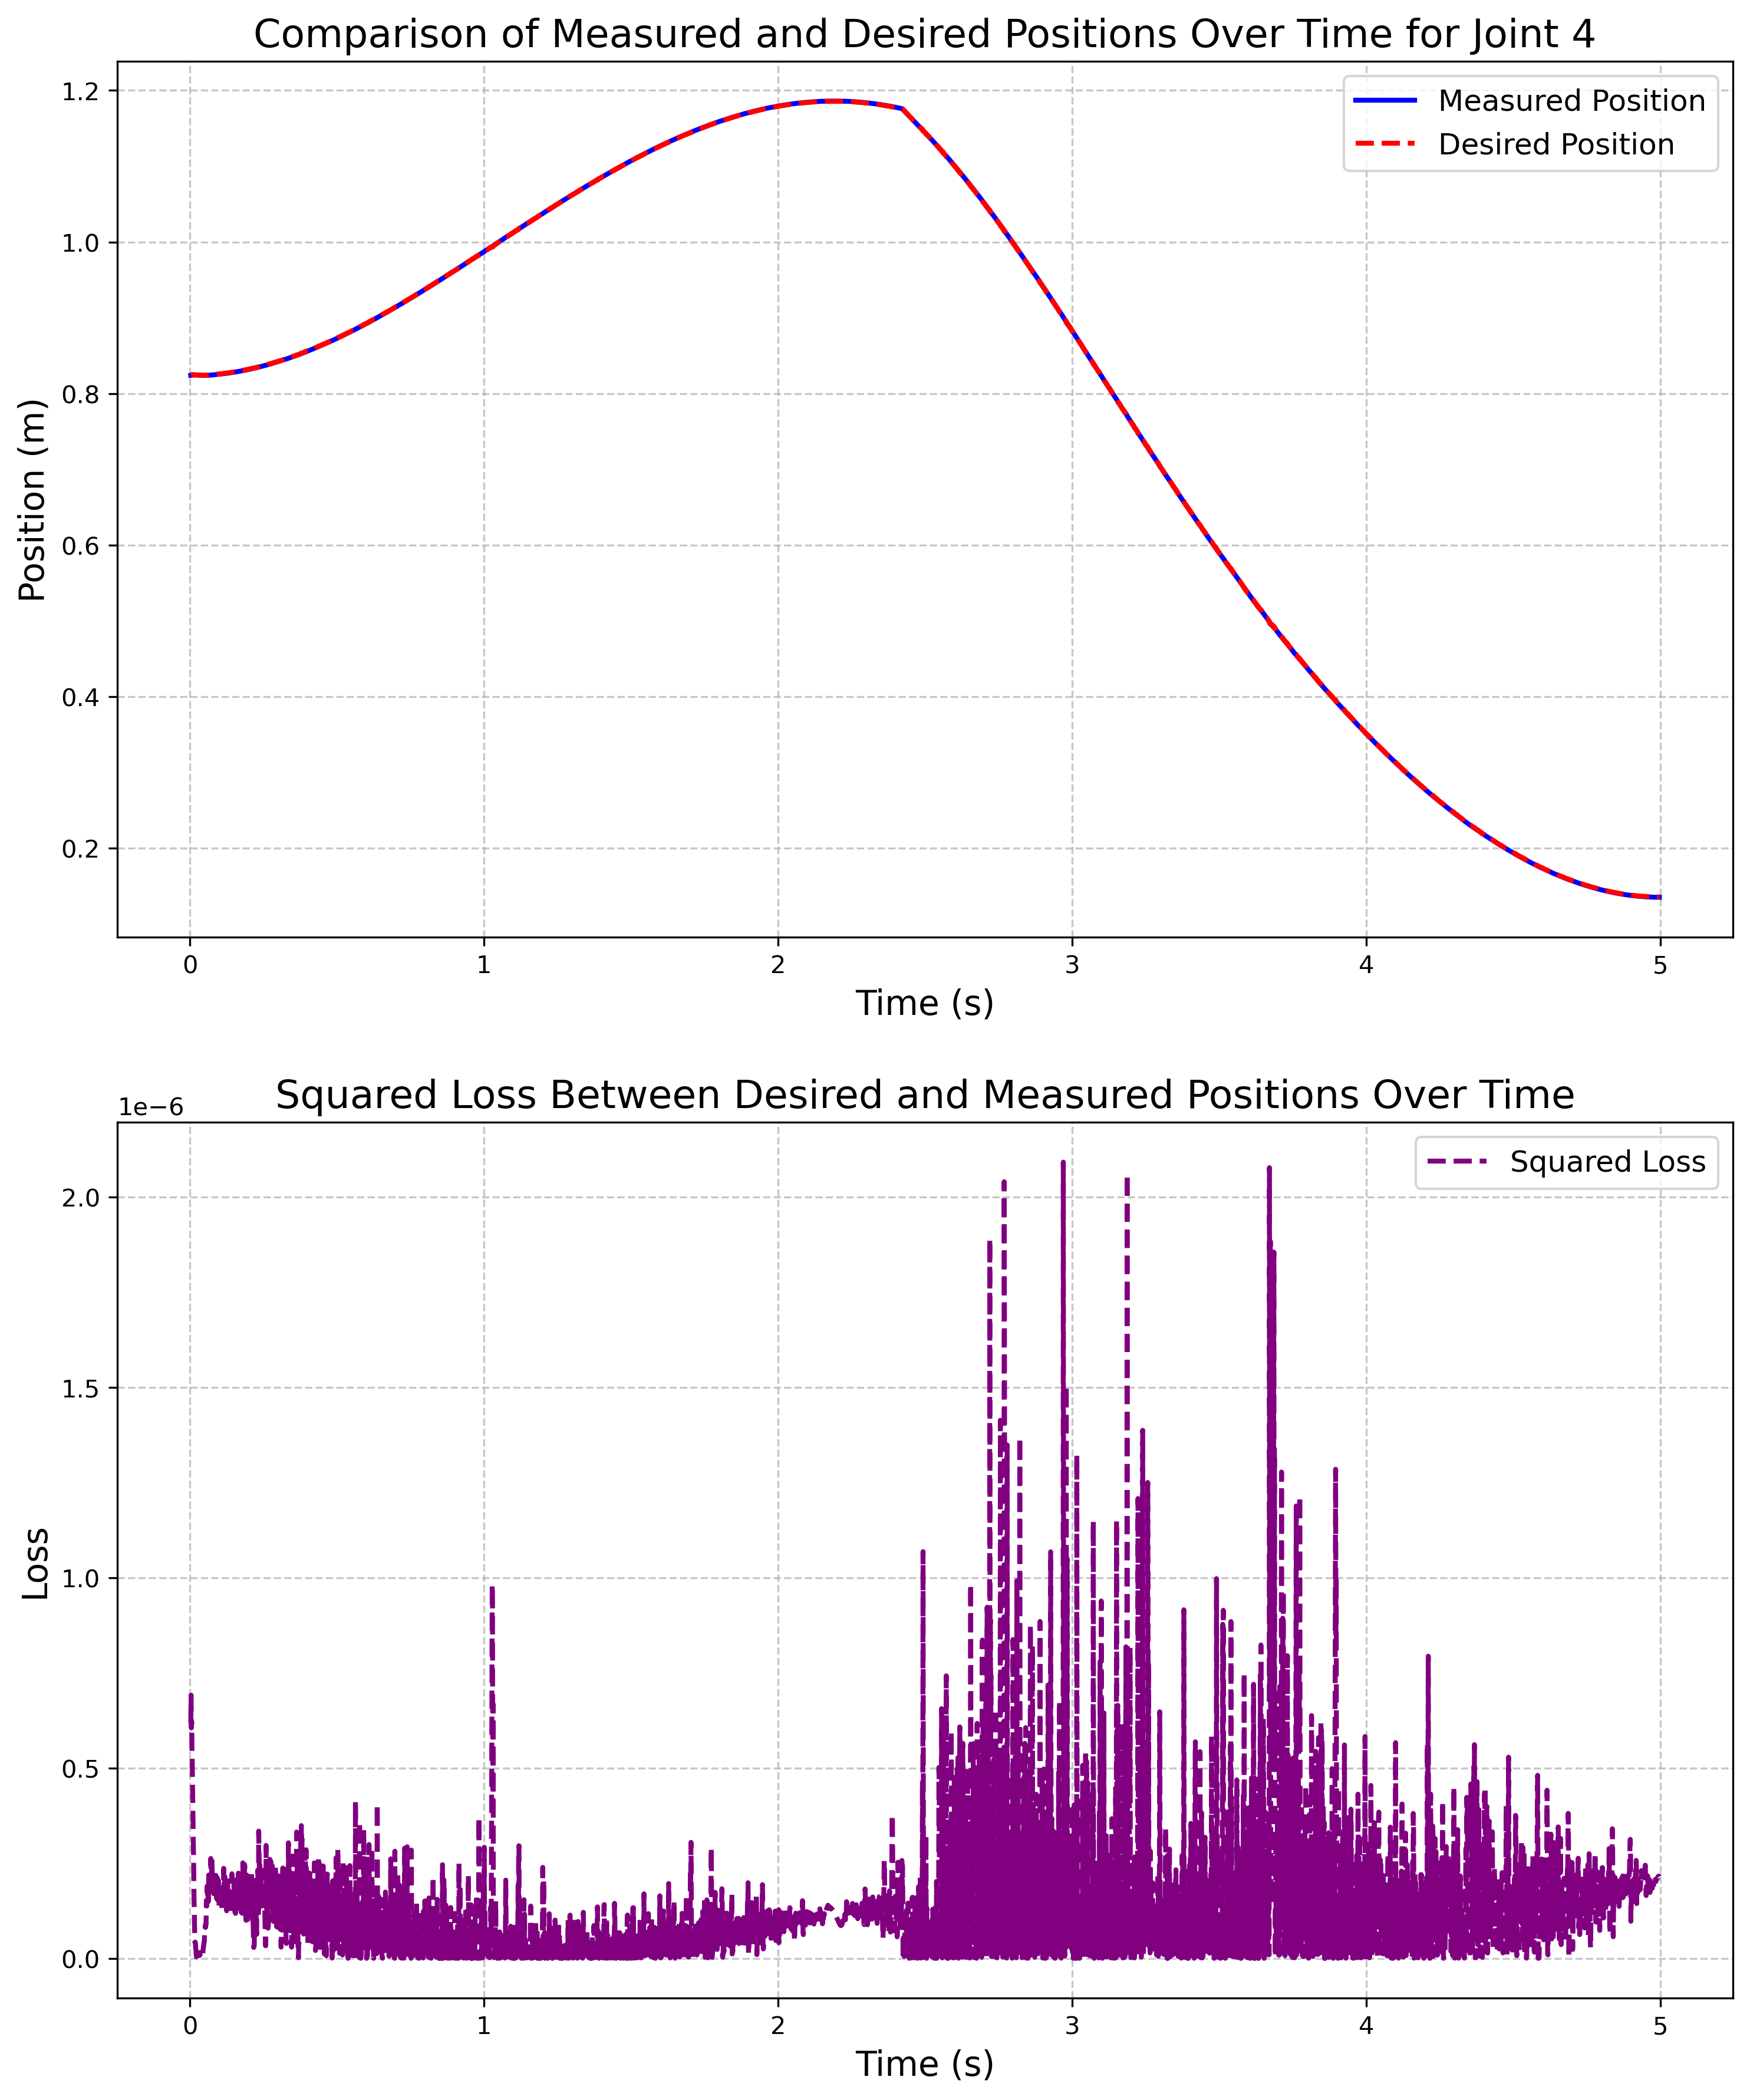 Comparison of Measured and Desired Positions Over Time for Joint 4
Measured Position
Desired Position
Position (m)
1.2
1.0
0.8
0.6
0.4
0.2
0 1 2 3 4 5
Time (s)
Squared Loss Between Desired and Measured Positions Over Time
1e−6
Squared Loss
Loss
2.0
1.5
1.0
0.5
0.0
0 1 2 3 4 5
Time (s)